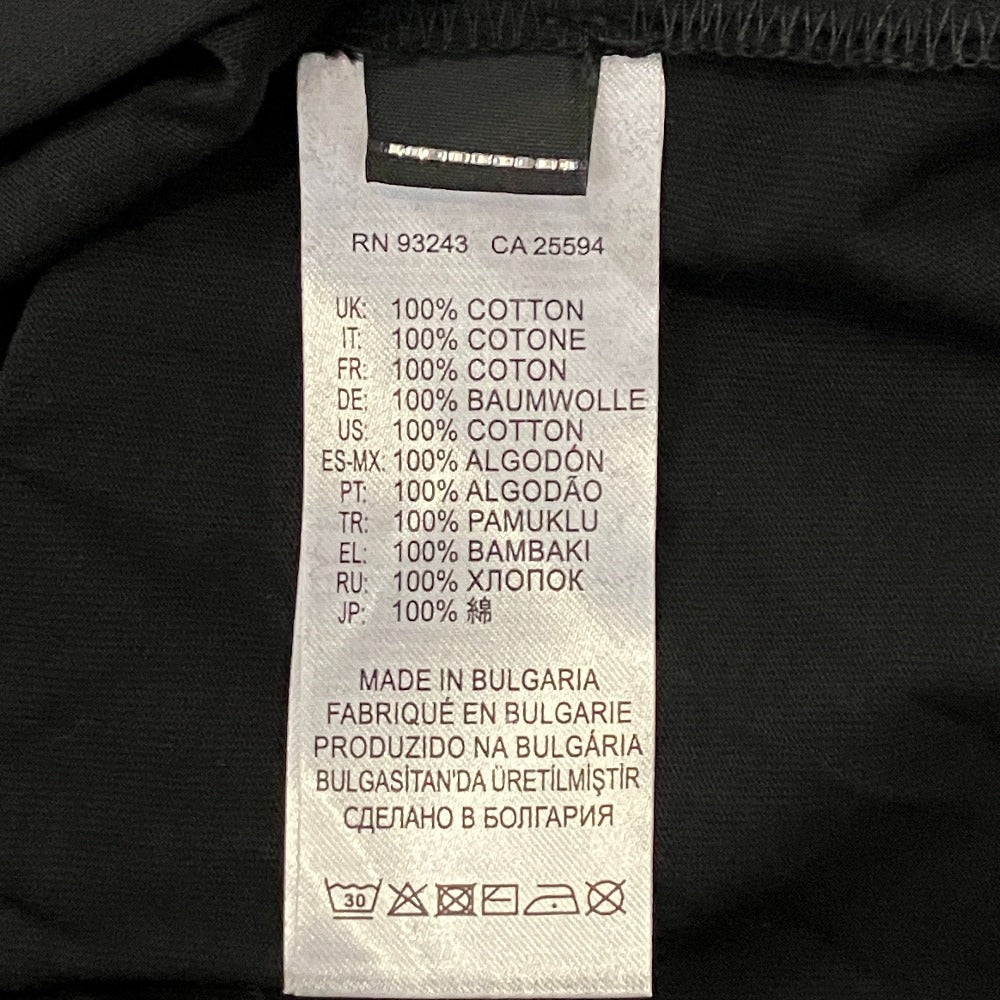 RN 93243 CA 25594
UK: 100% COTTON
IT: 100% COTONE
FR: 100% COTON
DE: 100% BAUMWOLLE
US: 100% COTTON
ES-MX: 100% ALGODÓN
PT: 100% ALGODÃO
TR: 100% PAMUKLU
EL: 100% BAMBAKI
RU: 100% ХЛОПОК
JP: 100% 綿
MADE IN BULGARIA
FABRIQUÉ EN BULGARIE
PRODUZIDO NA BULGÁRIA
BULGASİTAN'DA ÜRETİLMİŞTİR
СДЕЛАНО В БОЛГАРИЯ
30